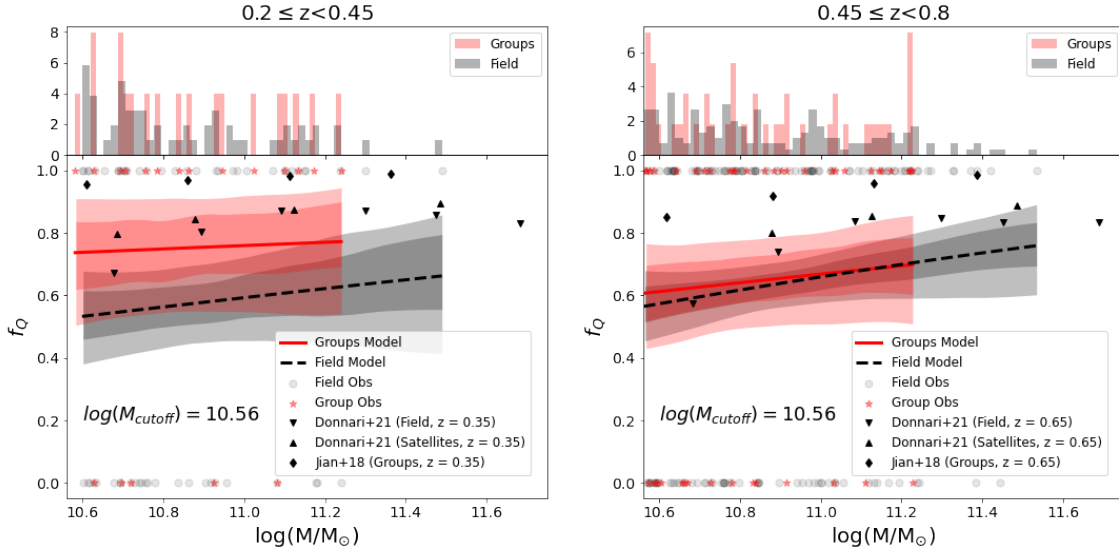 0.2 ≤ z<0.45
8
6
4
2
0
Groups
Field
1.0
0.8
0.6
0.4
0.2
0.0
f_Q
Groups Model
Field Model
Field Obs
Group Obs
Donnari+21 (Field, z = 0.35)
Donnari+21 (Satellites, z = 0.35)
Jian+18 (Groups, z = 0.35)
log(M_cutoff) = 10.56
10.6 10.8 11.0 11.2 11.4 11.6
log(M/M_⊙)
0.45 ≤ z<0.8
6
4
2
0
Groups
Field
1.0
0.8
0.6
0.4
0.2
0.0
f_Q
Groups Model
Field Model
Field Obs
Group Obs
Donnari+21 (Field, z = 0.65)
Donnari+21 (Satellites, z = 0.65)
Jian+18 (Groups, z = 0.65)
log(M_cutoff) = 10.56
10.6 10.8 11.0 11.2 11.4 11.6
log(M/M_⊙)